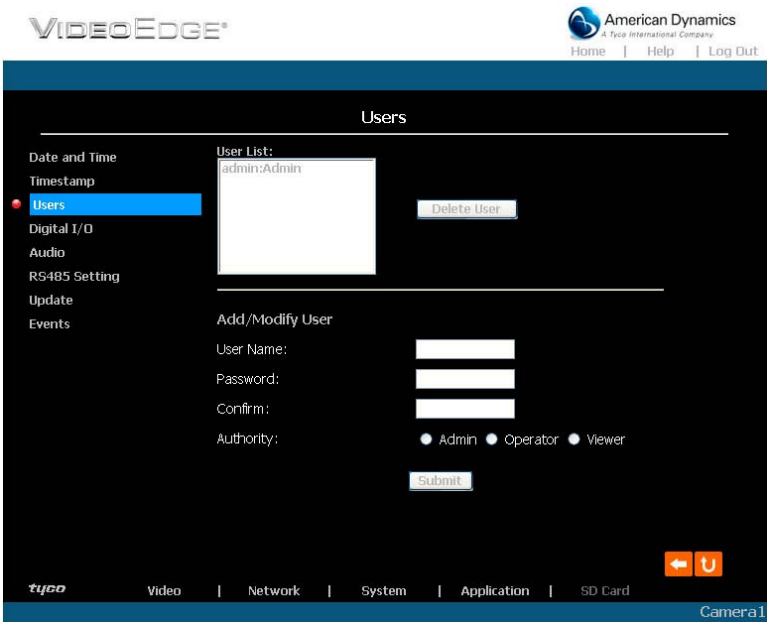 VIDEOEDGE®
American Dynamics
A Tyco International Company
Home | Help | Log Out
Users
Date and Time
Timestamp
Users
Digital I/O
Audio
RS485 Setting
Update
Events
User List:
admin:Admin
Delete User
Add/Modify User
User Name:
Password:
Confirm:
Authority:
Admin Operator Viewer
Submit
tyco Video | Network | System | Application | SD Card
Camera1